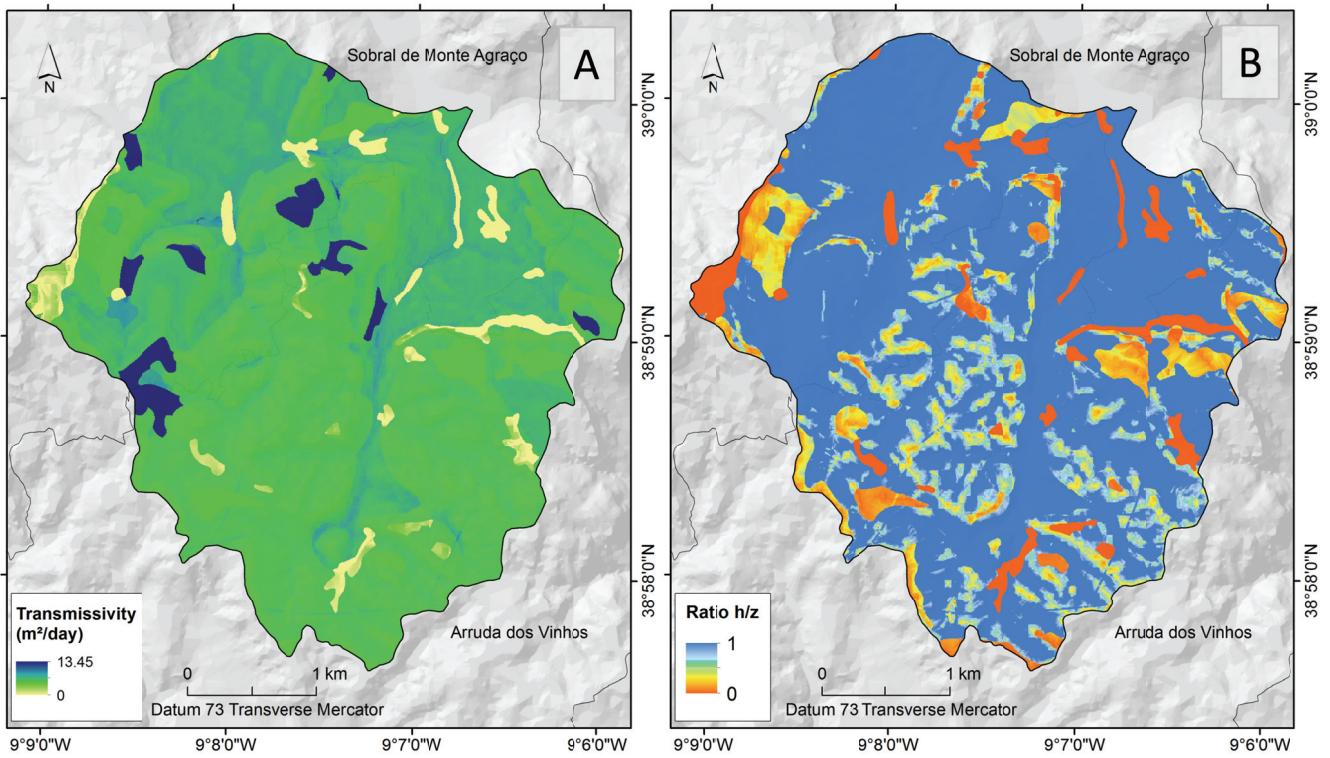 Sobral de Monte Agraço
A
N
Transmissivity
(m²/day)
13.45
0
0 1 km
Arruda dos Vinhos
Datum 73 Transverse Mercator
9°9'0"W 9°8'0"W 9°7'0"W 9°6'0"W
39°0'0"N
38°59'0"N
38°58'0"N
Sobral de Monte Agraço
B
N
Ratio h/z
1
0
0 1 km
Arruda dos Vinhos
Datum 73 Transverse Mercator
9°9'0"W 9°8'0"W 9°7'0"W 9°6'0"W
39°0'0"N
38°59'0"N
38°58'0"N